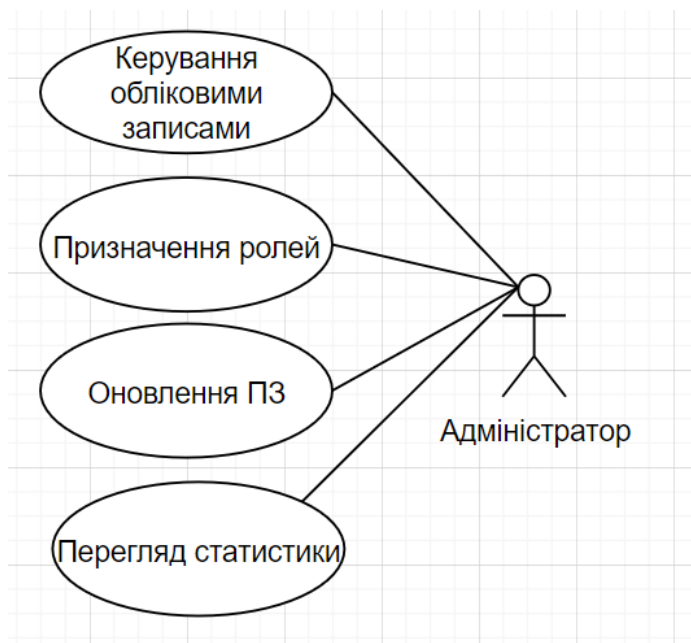 Керування
обліковими
записами
Призначення ролей
Оновлення ПЗ
Адміністратор
Перегляд статистики